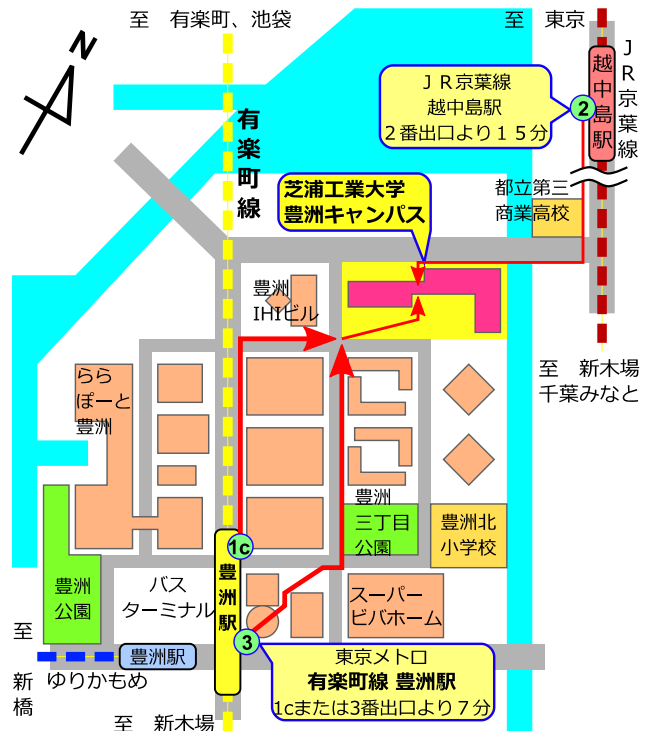 至　有楽町、池袋
至　東京
N
ＪＲ京葉線
越中島駅
ＪＲ京葉線
越中島駅
２番出口より１５分
2
有楽町線
芝浦工業大学
豊洲キャンパス
都立第三
商業高校
豊洲
IHIビル
至　新木場
千葉みなと
らら
ぽーと
豊洲
豊洲
三丁目
公園
豊洲北
小学校
1c
豊洲駅
豊洲
公園
バス
ターミナル
スーパー
ビバホーム
至
新橋
豊洲駅
ゆりかもめ
3
東京メトロ
有楽町線 豊洲駅
1cまたは3番出口より７分
至　新木場